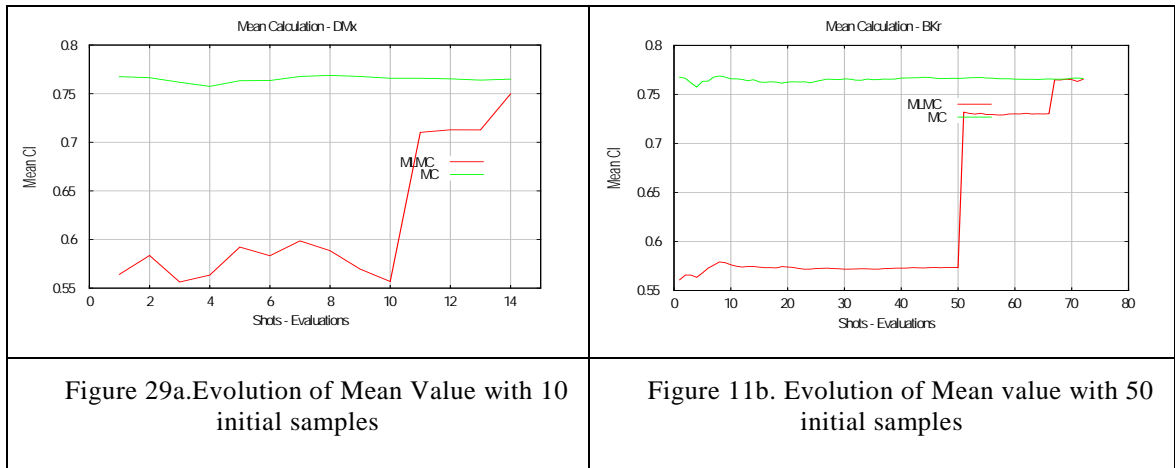 Mean Calculation - DMx
0.8
0.75
0.7
0.65
0.6
0.55
Mean Cl
MLMC
MC
0 2 4 6 8 10 12 14
Shots - Evaluations
Mean Calculation - BKr
0.8
0.75
0.7
0.65
0.6
0.55
Mean Cl
MLMC
MC
0 10 20 30 40 50 60 70 80
Shots - Evaluations
Figure 29a.Evolution of Mean Value with 10
initial samples
Figure 11b. Evolution of Mean value with 50
initial samples